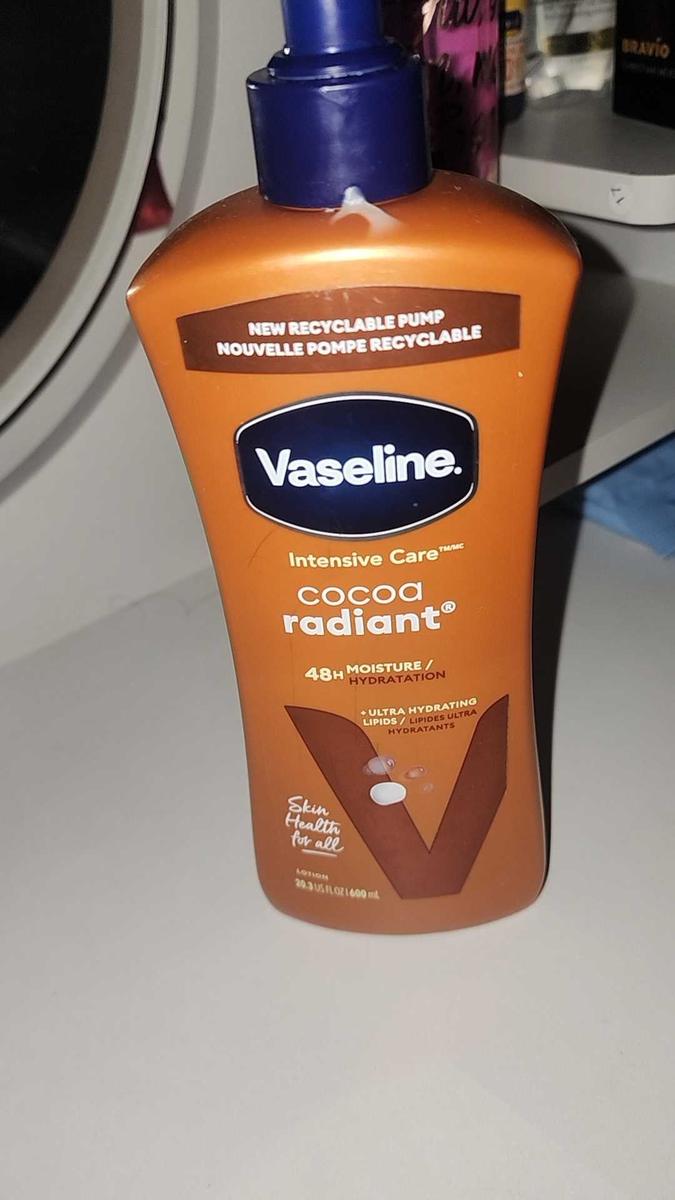 BRAVÍO
NEW RECYCLABLE PUMP
NOUVELLE POMPE RECYCLABLE
Vaseline.
Intensive Care™/MC
cocoa
radiant®
48H MOISTURE /
HYDRATATION
+ ULTRA HYDRATING
LIPIDS / LIPIDES ULTRA
HYDRATANTS
Skin
Health
for all
LOTION
20.3 US FL OZ | 600 mL